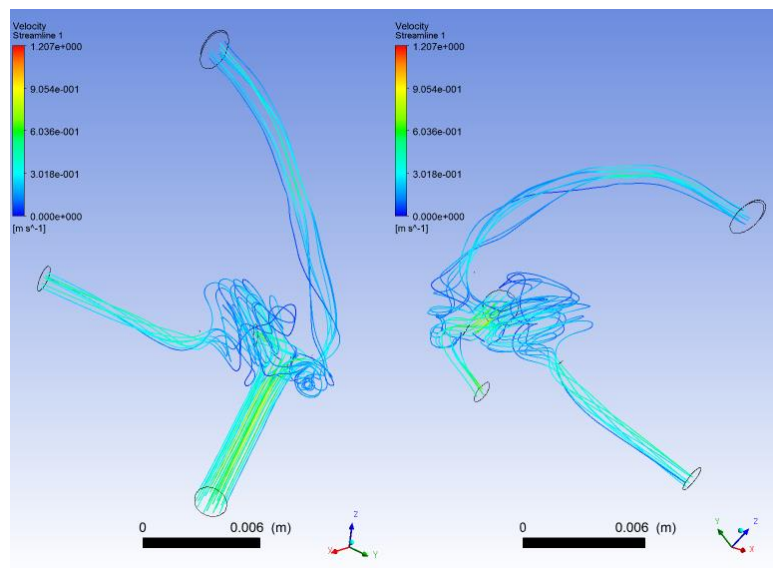 Velocity
Streamline 1
1.207e+000
9.054e-001
6.036e-001
3.018e-001
0.000e+000
[m s^-1]
0 0.006 (m)
Z
X
Y
Velocity
Streamline 1
1.207e+000
9.054e-001
6.036e-001
3.018e-001
0.000e+000
[m s^-1]
0 0.006 (m)
Y
Z
X